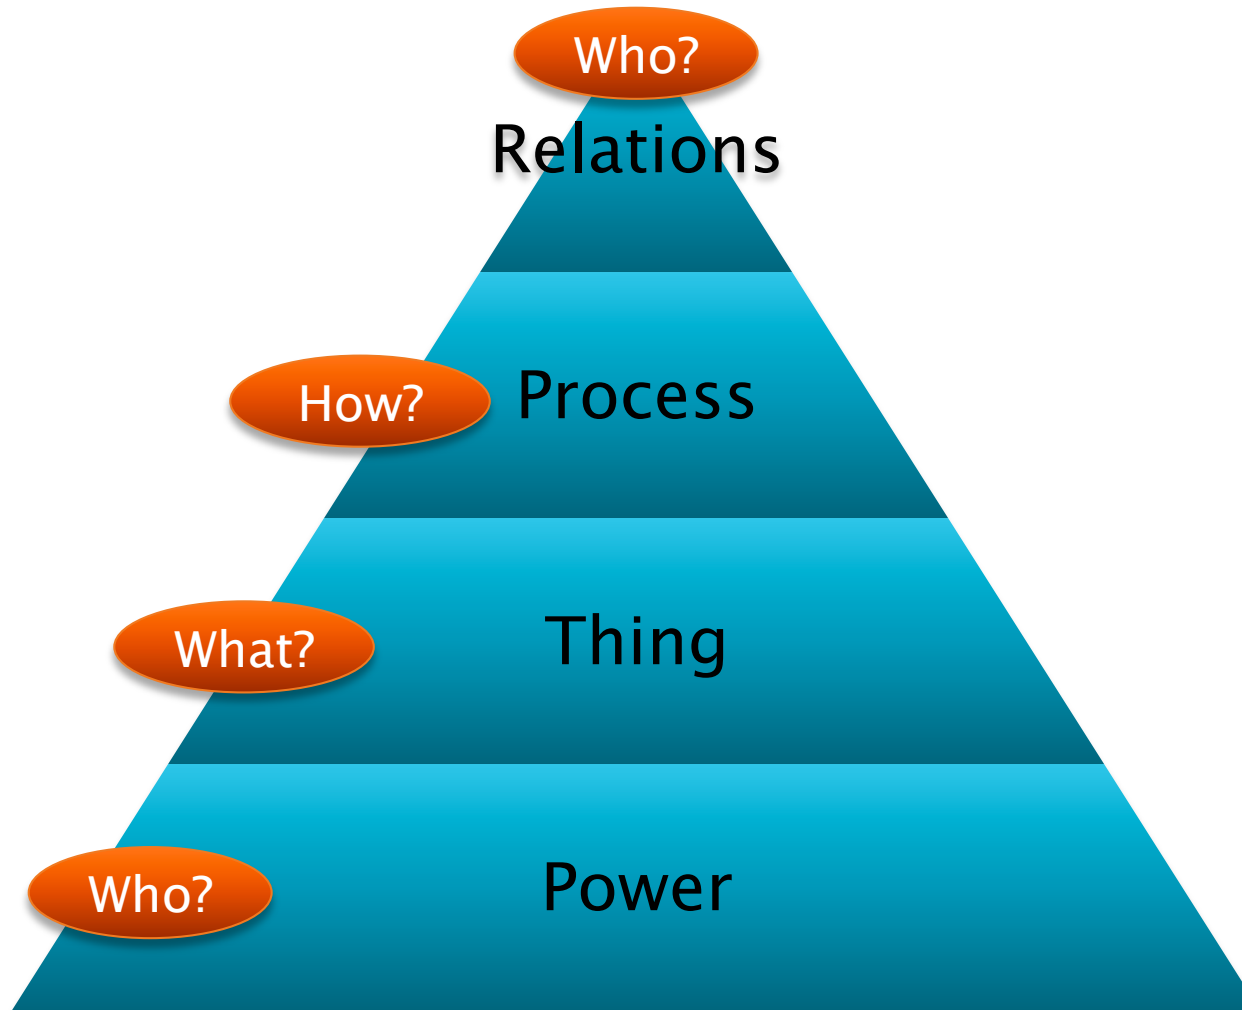 Who?
Relations
How?
Process
What?
Thing
Who?
Power